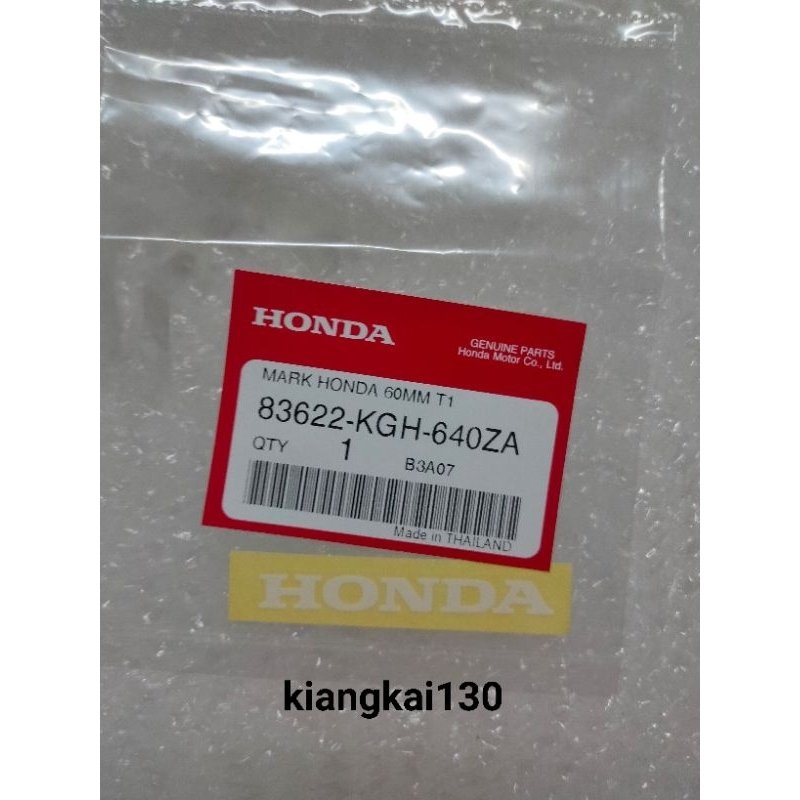 HONDA
GENUINE PARTS
Honda Motor Co., Ltd.
MARK HONDA 60MM T1
83622-KGH-640ZA
QTY 1 B3A07
Made in THAILAND
HONDA
kiangkai130